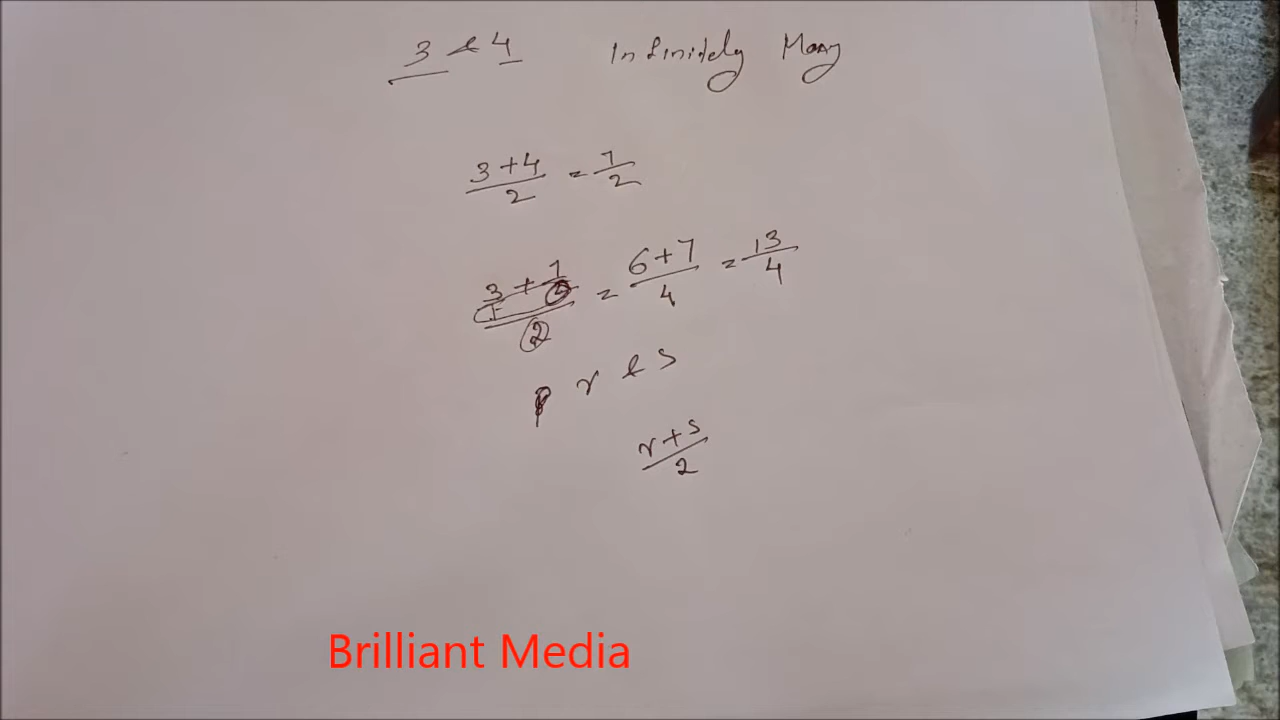 3 & 4 Infinitely Many
3+4/2 = 7/2
3/1 + 7/2/2 = 6+7/4 = 13/4
r & s
r+s/2
Brilliant Media